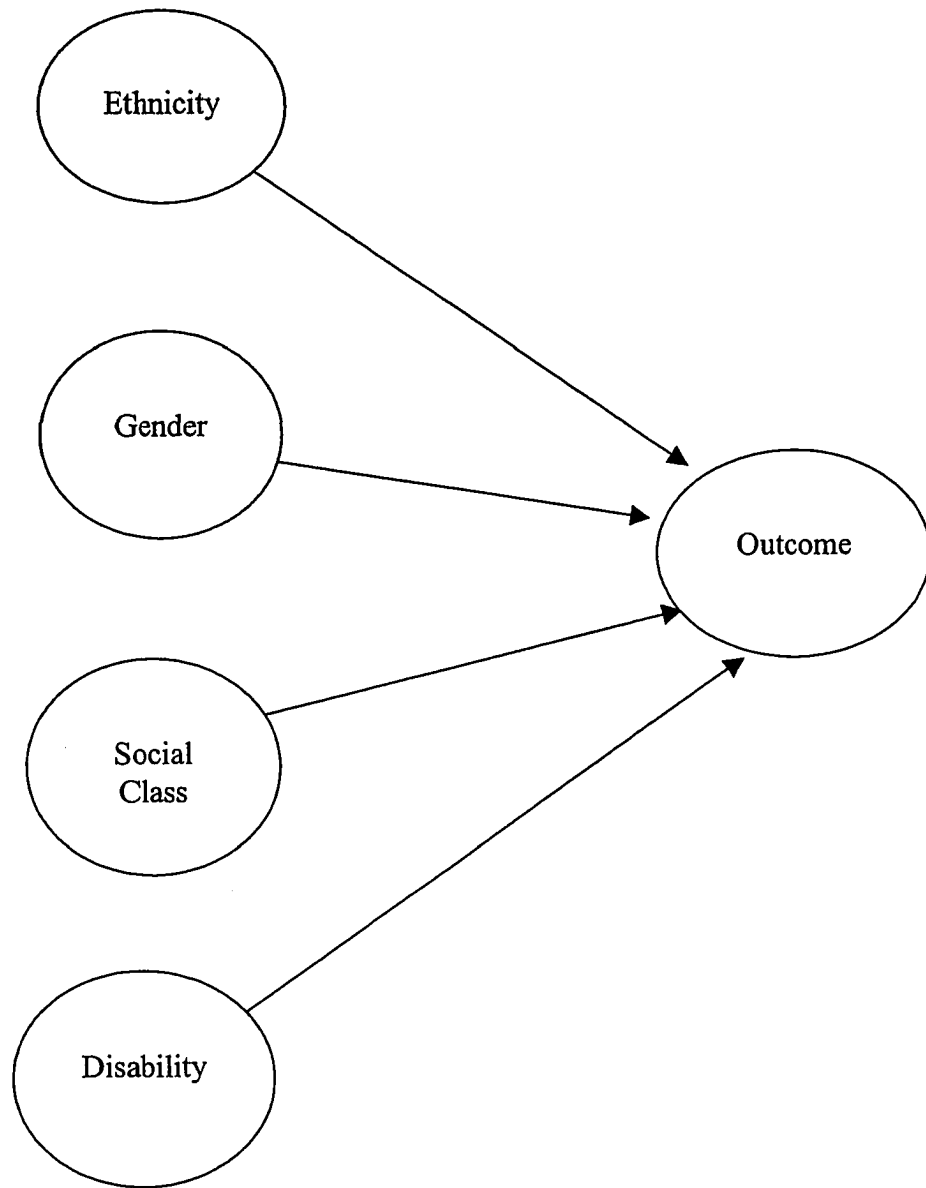 Ethnicity
Gender
Outcome
Social
Class
Disability